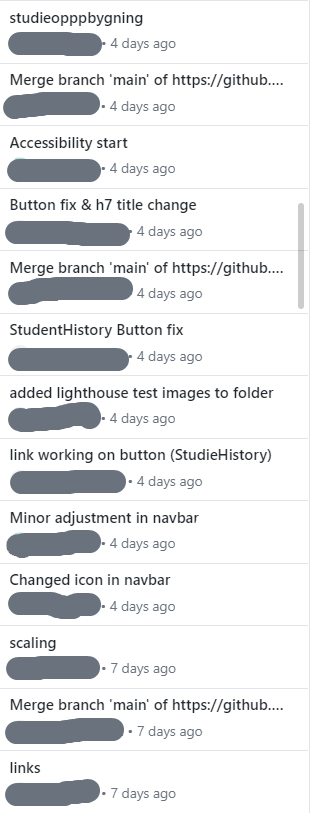 studieopppbygning
• 4 days ago
Merge branch 'main' of https://github....
• 4 days ago
Accessibility start
• 4 days ago
Button fix & h7 title change
• 4 days ago
Merge branch 'main' of https://github....
4 days ago
StudentHistory Button fix
• 4 days ago
added lighthouse test images to folder
• 4 days ago
link working on button (StudieHistory)
• 4 days ago
Minor adjustment in navbar
• 4 days ago
Changed icon in navbar
• 4 days ago
scaling
• 7 days ago
Merge branch 'main' of https://github....
• 7 days ago
links
• 7 days ago